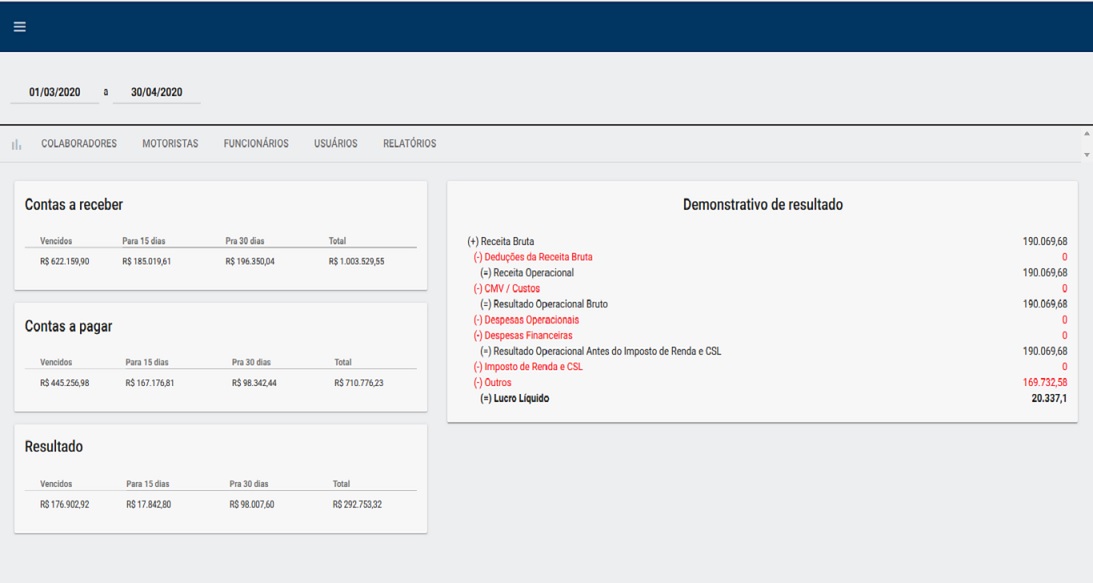 01/03/2020 a 30/04/2020
COLABORADORES MOTORISTAS FUNCIONÁRIOS USUÁRIOS RELATÓRIOS
Contas a receber
Vencidos Para 15 dias Pra 30 dias Total
R$ 622.159,90 R$ 185.019,61 R$ 196.350,04 R$ 1.003.529,55
Contas a pagar
Vencidos Para 15 dias Pra 30 dias Total
R$ 445.256,98 R$ 167.176,81 R$ 98.342,44 R$ 710.776,23
Resultado
Vencidos Para 15 dias Pra 30 dias Total
R$ 176.902,92 R$ 17.842,80 R$ 98.007,60 R$ 292.753,32
Demonstrativo de resultado
(+) Receita Bruta 190.069,68
(-) Deduções da Receita Bruta 0
(=) Receita Operacional 190.069,68
(-) CMV / Custos 0
(=) Resultado Operacional Bruto 190.069,68
(-) Despesas Operacionais 0
(-) Despesas Financeiras 0
(=) Resultado Operacional Antes do Imposto de Renda e CSL 190.069,68
(-) Imposto de Renda e CSL 0
(-) Outros 169.732,58
(=) Lucro Líquido 20.337,1